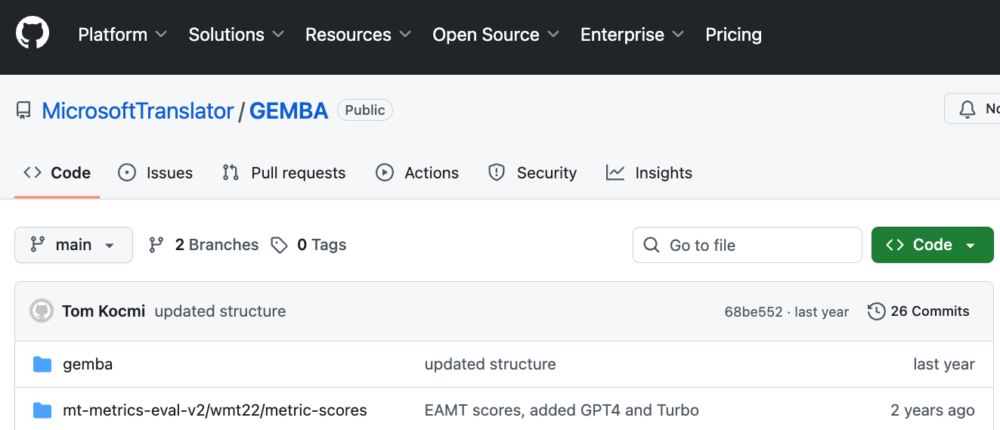 Platform Solutions Resources Open Source Enterprise Pricing
MicrosoftTranslator / GEMBA Public
Code Issues Pull requests Actions Security Insights
main 2 Branches 0 Tags Go to file Code
Tom Kocmi updated structure 68be552 · last year 26 Commits
gemba updated structure last year
mt-metrics-eval-v2/wmt22/metric-scores EAMT scores, added GPT4 and Turbo 2 years ago